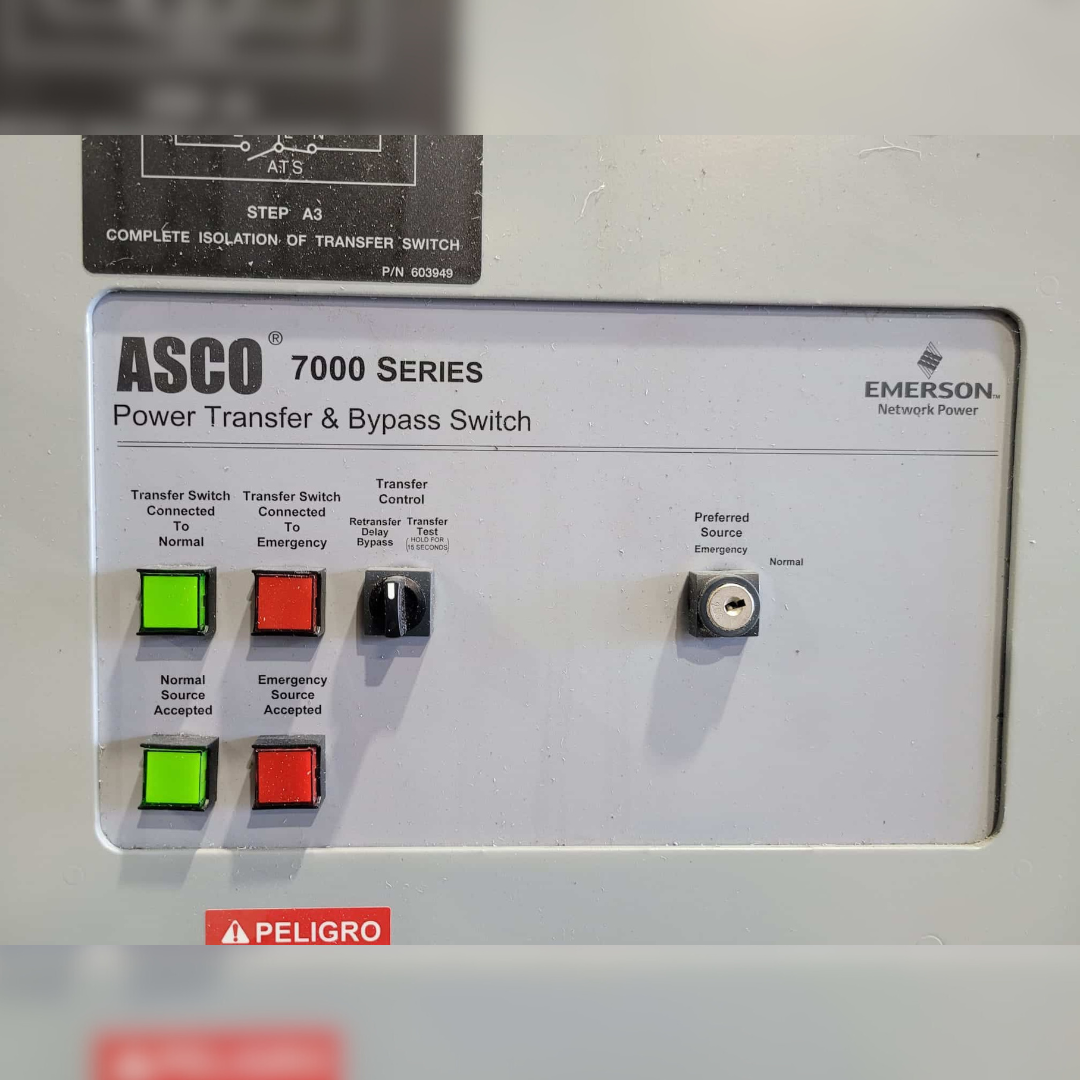 ATS
STEP A3
COMPLETE ISOLATION OF TRANSFER SWITCH
P/N 603949
ASCO® 7000 SERIES
Power Transfer & Bypass Switch
EMERSON™
Network Power
Transfer Switch
Connected
To
Normal
Transfer Switch
Connected
To
Emergency
Transfer
Control
Retransfer
Delay
Bypass
Transfer
Test
(HOLD FOR
15 SECONDS)
Preferred
Source
Emergency
Normal
Normal
Source
Accepted
Emergency
Source
Accepted
PELIGRO